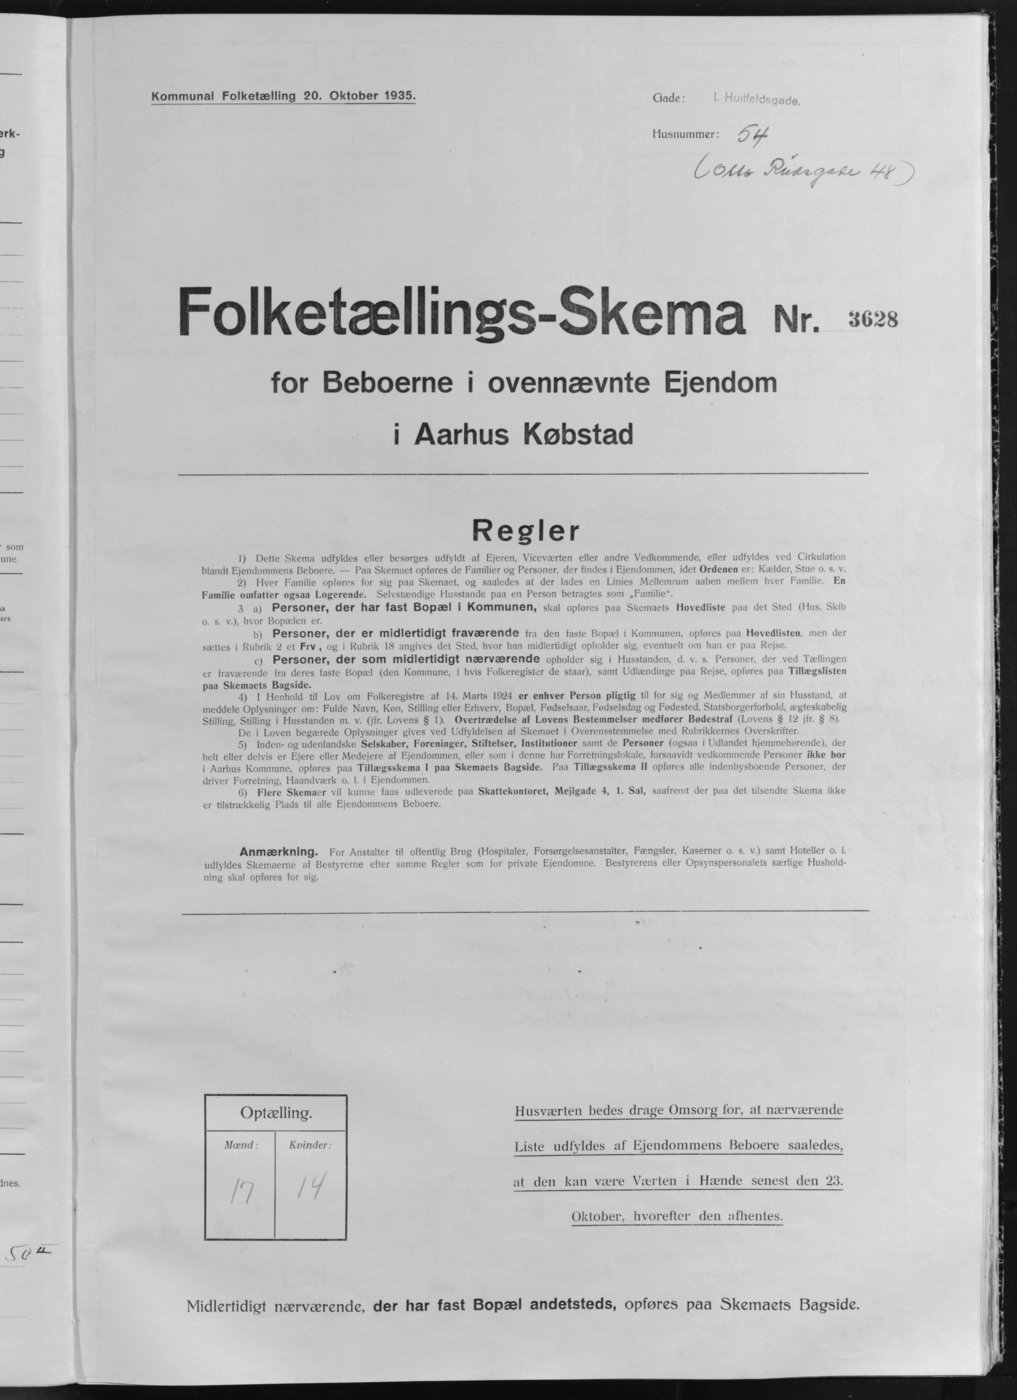 Kommunal Folketælling 20. Oktober 1935.
Gade: I. Huitfeldsgade,
Husnummer: 54
(Otto Rudsgade 48)
Folketællings-Skema Nr. 3628
for Beboerne i ovennævnte Ejendom
i Aarhus Købstad
Regler
1) Dette Skema udfyldes eller besørges udfyldt af Ejeren, Viceværten eller andre Vedkommende, eller udfyldes ved Cirkulation
blandt Ejendommens Beboere. — Paa Skemaet opføres de Familier og Personer, der findes i Ejendommen, idet Ordenen er: Kælder, Stue o. s. v.
2) Hver Familie opføres for sig paa Skemaet, og saaledes at der lades en Linies Mellemrum aaben mellem hver Familie. En
Familie omfatter ogsaa Logerende. Selvstændige Husstande paa en Person betragtes som „Familie“.
3 a) Personer, der har fast Bopæl i Kommunen, skal opføres paa Skemaets Hovedliste paa det Sted (Hus, Skib
o. s. v.), hvor Bopælen er.
b) Personer, der er midlertidigt fraværende fra den faste Bopæl i Kommunen, opføres paa Hovedlisten, men der
sættes i Rubrik 2 et Frv., og i Rubrik 18 angives det Sted, hvor han midlertidigt opholder sig, eventuelt om han er paa Rejse.
c) Personer, der som midlertidigt nærværende opholder sig i Husstanden, d. v. s. Personer, der ved Tællingen
er fraværende fra deres faste Bopæl (den Kommune, i hvis Folkeregister de staar), samt Udlændinge paa Rejse, opføres paa Tillægslisten
paa Skemaets Bagside.
4) I Henhold til Lov om Folkeregistre af 14. Marts 1924 er enhver Person pligtig til for sig og Medlemmer af sin Husstand, at
meddele Oplysninger om: Fulde Navn, Køn, Stilling eller Erhverv, Bopæl, Fødselsaar, Fødselsdag og Fødested, Statsborgerforhold, ægteskabelig
Stilling, Stilling i Husstanden m. v. (jfr. Lovens § 1). Overtrædelse af Lovens Bestemmelser medfører Bødestraf (Lovens § 12 jfr. § 8).
De i Loven begærede Oplysninger gives ved Udfyldelsen af Skemaet i Overensstemmelse med Rubrikkernes Overskrifter.
5) Inden- og udenlandske Selskaber, Foreninger, Stiftelser, Institutioner samt de Personer (ogsaa i Udlandet hjemmehørende), der
helt eller delvis er Ejere eller Medejere af Ejendommen, eller som i denne har Forretningslokale, forsaavidt vedkommende Personer ikke bor
i Aarhus Kommune, opføres paa Tillægsskema I paa Skemaets Bagside. Paa Tillægsskema II opføres alle indenbysboende Personer, der
driver Forretning, Haandværk o. l. i Ejendommen.
6) Flere Skemaer vil kunne faas udleverede paa Skattekontoret, Mejlgade 4, 1. Sal, saafremt der paa det tilsendte Skema ikke
er tilstrækkelig Plads til alle Ejendommens Beboere.
Anmærkning. For Anstalter til offentlig Brug (Hospitaler, Forsørgelsesanstalter, Fængsler, Kaserner o. s. v.) samt Hoteller o. l.
udfyldes Skemaerne af Bestyrerne efter samme Regler som for private Ejendomme. Bestyrerens eller Opsynspersonalets særlige Hushold-
ning skal opføres for sig.
Optælling.
Mænd: Kvinder:
17 14
Husværten bedes drage Omsorg for, at nærværende
Liste udfyldes af Ejendommens Beboere saaledes,
at den kan være Værten i Hænde senest den 23.
Oktober, hvorefter den afhentes.
Midlertidigt nærværende, der har fast Bopæl andetsteds, opføres paa Skemaets Bagside.